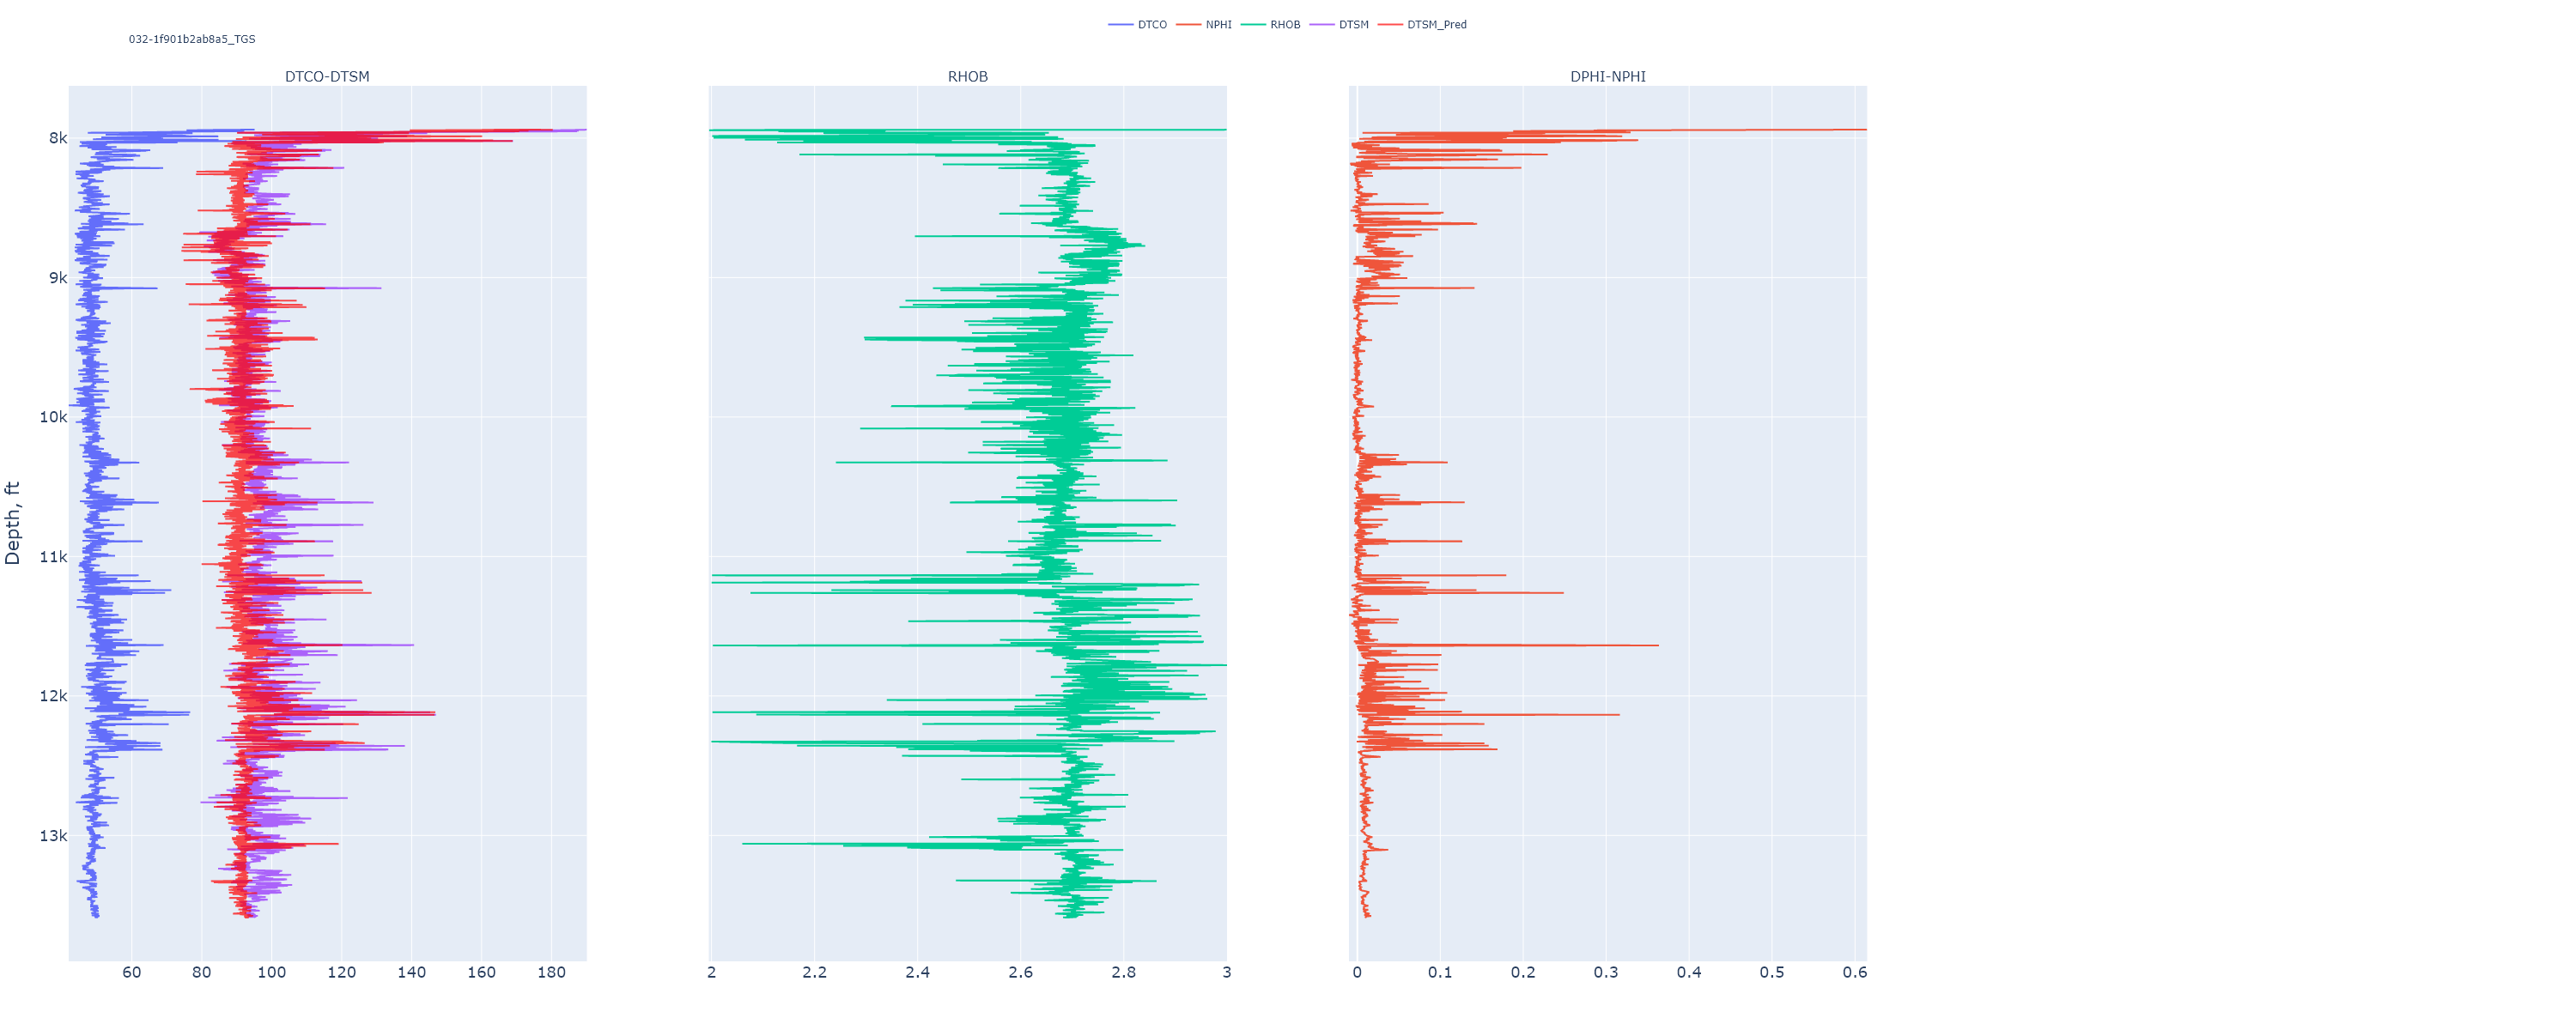 DTCO NPHI RHOB DTSM DTSM_Pred
032-1f901b2ab8a5_TGS
DTCO-DTSM RHOB DPHI-NPHI
8k
9k
10k
11k
12k
13k
Depth, ft
60 80 100 120 140 160 180
2 2.2 2.4 2.6 2.8 3
0 0.1 0.2 0.3 0.4 0.5 0.6